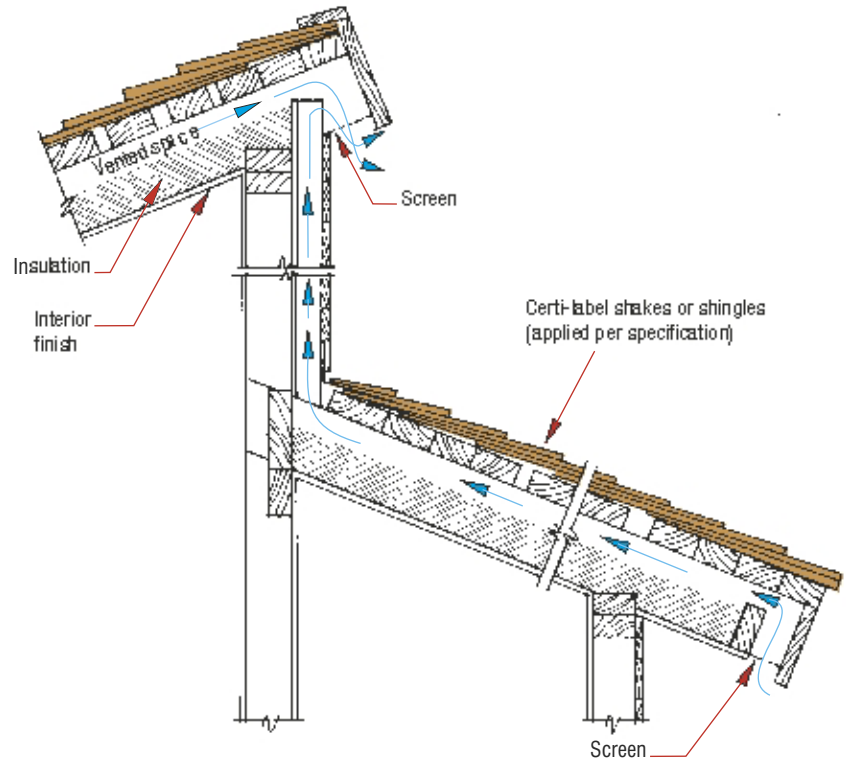 Vented space
Screen
Insulation
Interior
finish
Certi-label shakes or shingles
(applied per specification)
Screen